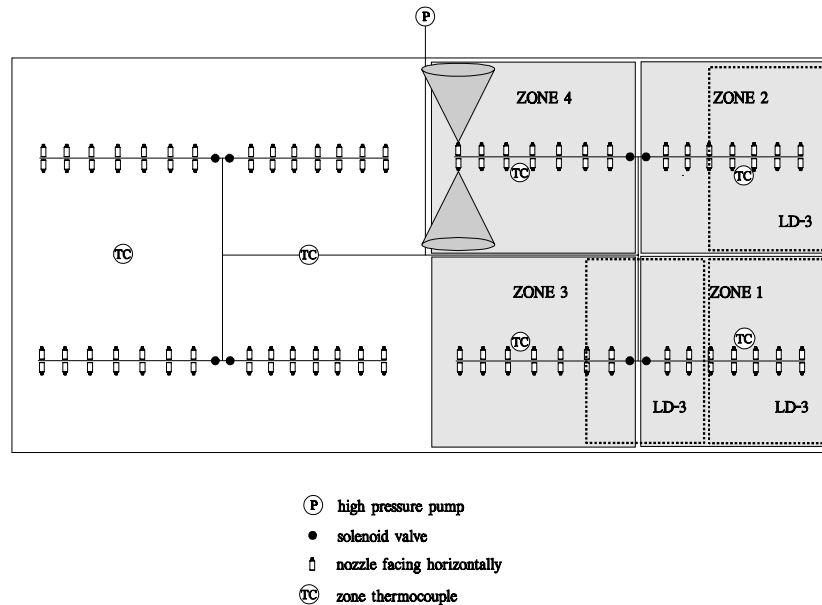 P
ZONE 4
ZONE 2
TC
TC
LD-3
TC
TC
ZONE 3
ZONE 1
TC
TC
LD-3
LD-3
P high pressure pump
solenoid valve
nozzle facing horizontally
TC zone thermocouple